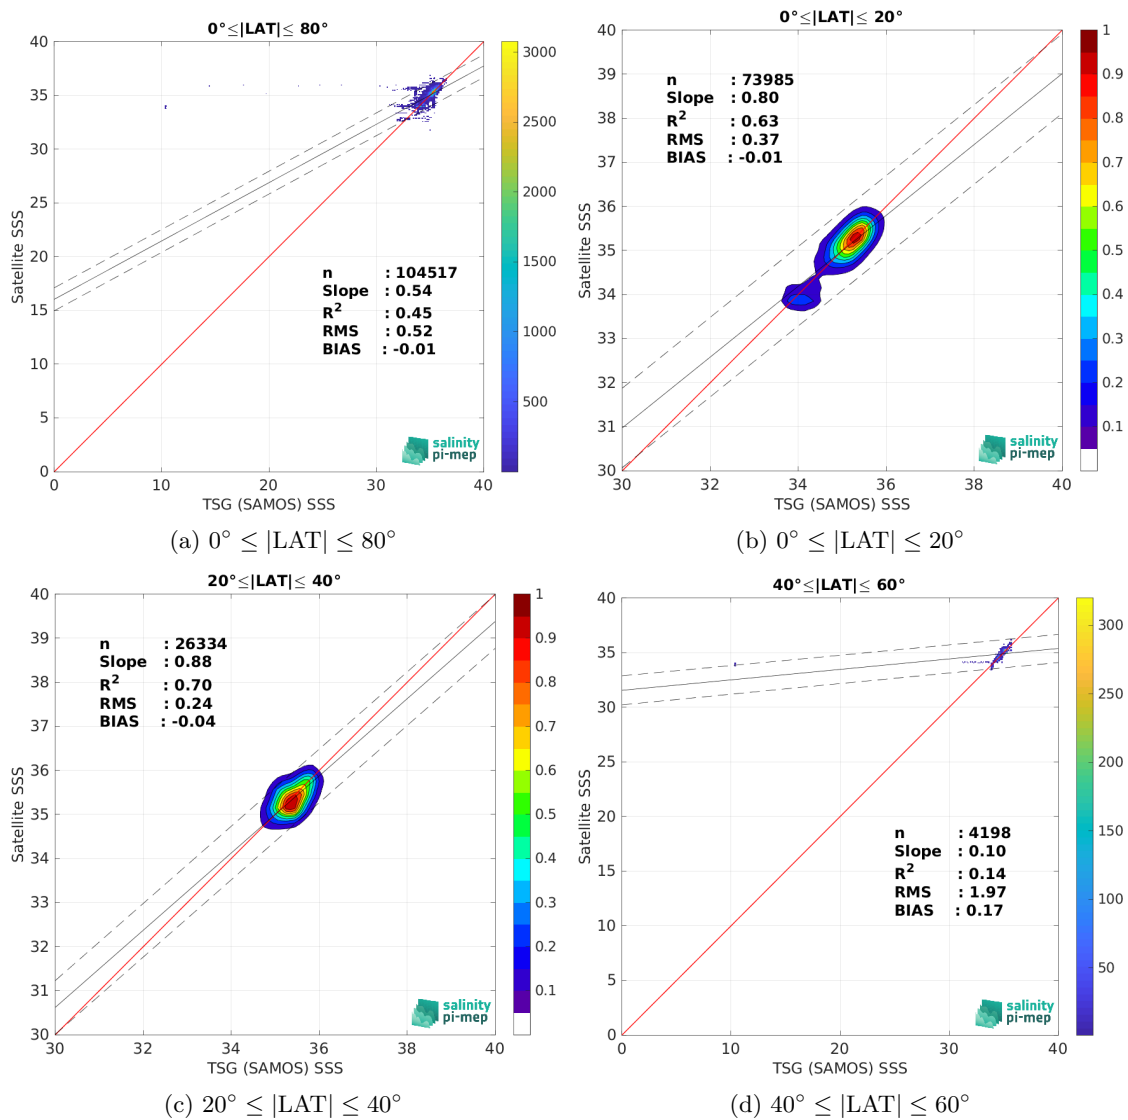 0°≤|LAT|≤ 80°
40
35
30
25
20
15
10
5
0
0
10
20
30
40
Satellite SSS
TSG (SAMOS) SSS
n : 104517
Slope : 0.54
R2 : 0.45
RMS : 0.52
BIAS : -0.01
3000
2500
2000
1500
1000
500
salinity
pi-mep
(a) 0° ≤ |LAT| ≤ 80°
0°≤|LAT|≤ 20°
40
39
38
37
36
35
34
33
32
31
30
30
32
34
36
38
40
Satellite SSS
TSG (SAMOS) SSS
n : 73985
Slope : 0.80
R2 : 0.63
RMS : 0.37
BIAS : -0.01
1
0.9
0.8
0.7
0.6
0.5
0.4
0.3
0.2
0.1
salinity
pi-mep
(b) 0° ≤ |LAT| ≤ 20°
20°≤|LAT|≤ 40°
40
39
38
37
36
35
34
33
32
31
30
30
32
34
36
38
40
Satellite SSS
TSG (SAMOS) SSS
n : 26334
Slope : 0.88
R2 : 0.70
RMS : 0.24
BIAS : -0.04
1
0.9
0.8
0.7
0.6
0.5
0.4
0.3
0.2
0.1
salinity
pi-mep
(c) 20° ≤ |LAT| ≤ 40°
40°≤|LAT|≤ 60°
40
35
30
25
20
15
10
5
0
0
10
20
30
40
Satellite SSS
TSG (SAMOS) SSS
n : 4198
Slope : 0.10
R2 : 0.14
RMS : 1.97
BIAS : 0.17
300
250
200
150
100
50
salinity
pi-mep
(d) 40° ≤ |LAT| ≤ 60°